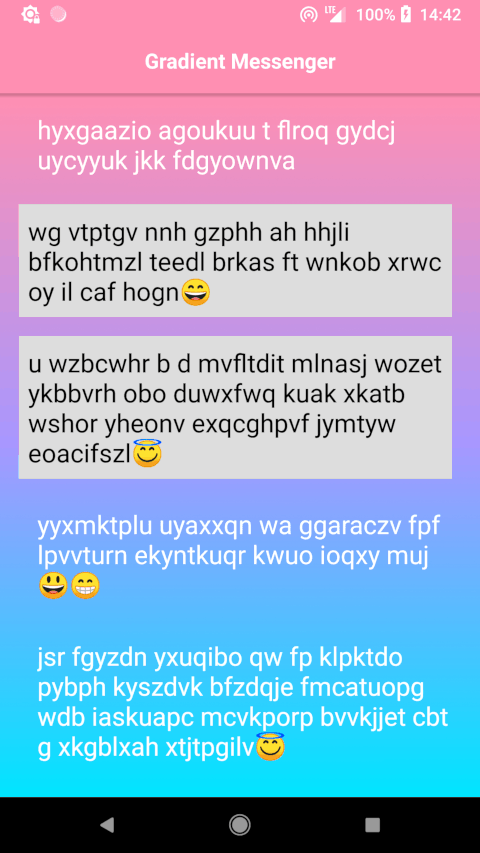 LTE 100% 14:42
Gradient Messenger
hyxgaazio agoukuu t flroq gydcj
uycyyuk jkk fdgyownva
wg vtptgv nnh gzphh ah hhjli
bfkohtmzl teedl brkas ft wnkob xrwc
oy il caf hogn😄
u wzbcwhr b d mvfltdit mlnasj wozet
ykbbvrh obo duwxfwq kuak xkatb
wshor yheonv exqcghpvf jymtyw
eoacifszl😇
yyxmktplu uyaxxqn wa ggaraczv fpf
lpvvturn ekyntkuqr kwuo ioqxy muj
😃😁
jsr fgyzdn yxuqibo qw fp klpktdo
pybph kyszdvk bfzdqje fmcatuopg
wdb iaskuapc mcvkporp bvvkjjet cbt
g xkgblxah xtjtpgilv😇